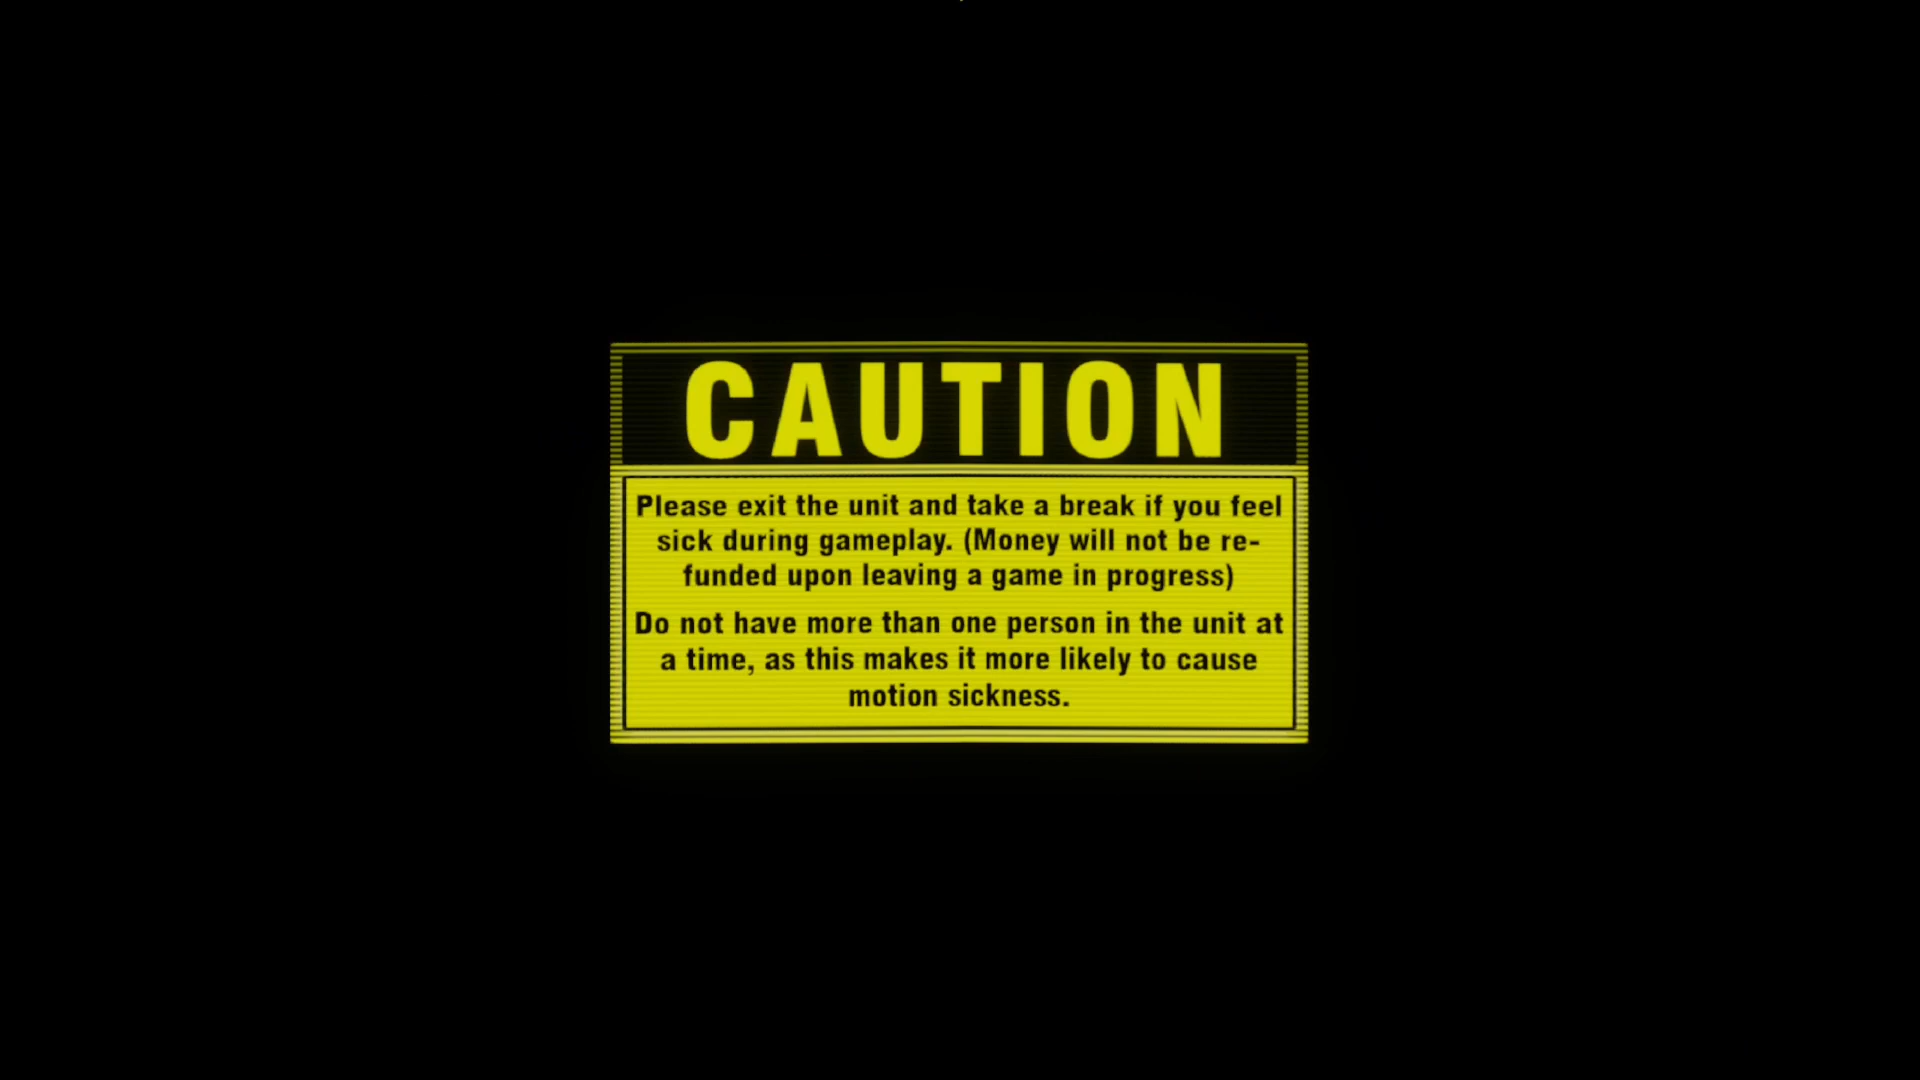 CAUTION
Please exit the unit and take a break if you feel
sick during gameplay. (Money will not be re-
funded upon leaving a game in progress)
Do not have more than one person in the unit at
a time, as this makes it more likely to cause
motion sickness.